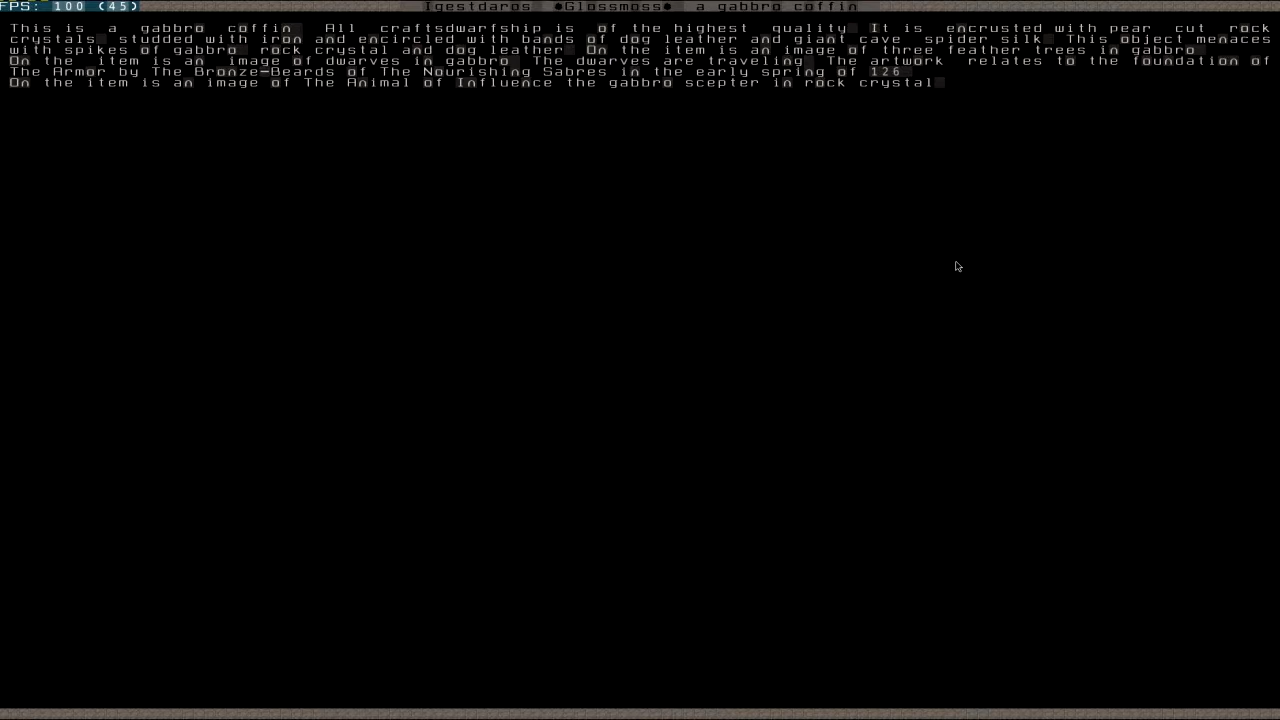 FPS: 100 (45)
Igestdaros •Glossmoss• a gabbro coffin
This is a gabbro coffin All craftsdwarfship is of the highest quality It is encrusted with pear cut rock
crystals studded with iron and encircled with bands of dog leather and giant cave spider silk This object menaces
with spikes of gabbro rock crystal and dog leather On the item is an image of three feather trees in gabbro
On the item is an image of dwarves in gabbro The dwarves are traveling The artwork relates to the foundation of
The Armor by The Bronze-Beards of The Nourishing Sabres in the early spring of 126
On the item is an image of The Animal of Influence the gabbro scepter in rock crystal